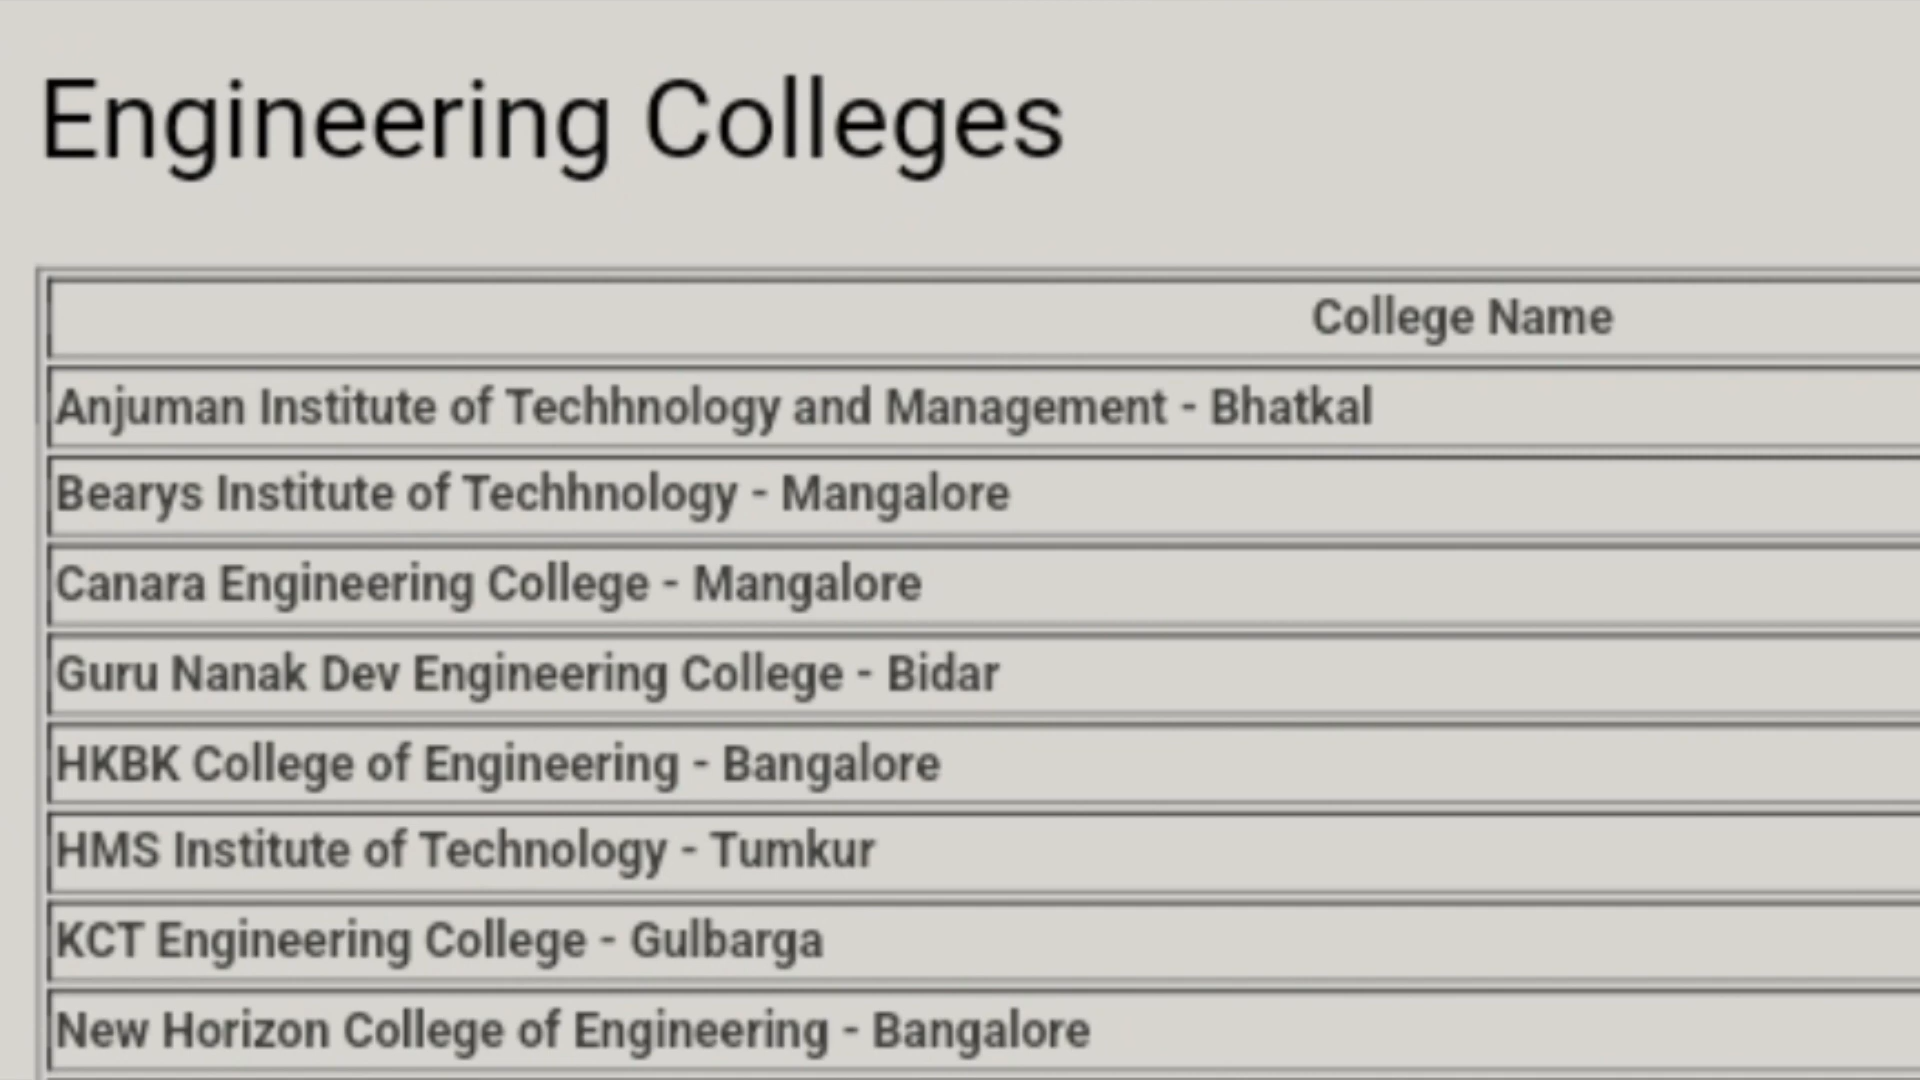 Engineering Colleges
College Name
Anjuman Institute of Techhnology and Management - Bhatkal
Bearys Institute of Techhnology - Mangalore
Canara Engineering College - Mangalore
Guru Nanak Dev Engineering College - Bidar
HKBK College of Engineering - Bangalore
HMS Institute of Technology - Tumkur
KCT Engineering College - Gulbarga
New Horizon College of Engineering - Bangalore